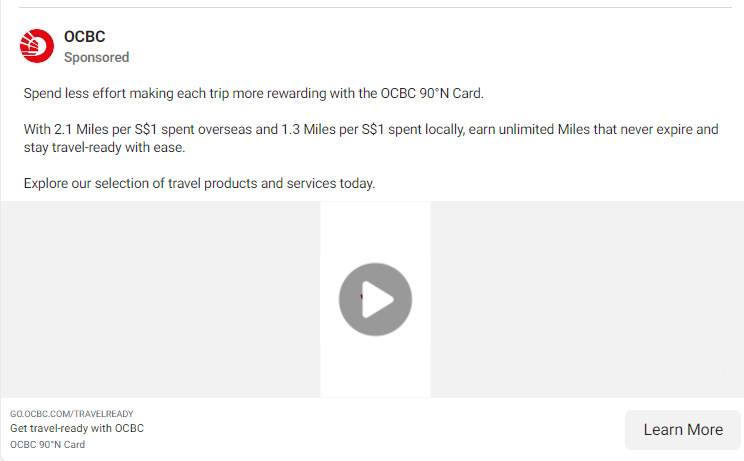 OCBC
Sponsored
Spend less effort making each trip more rewarding with the OCBC 90°N Card.
With 2.1 Miles per S$1 spent overseas and 1.3 Miles per S$1 spent locally, earn unlimited Miles that never expire and
stay travel-ready with ease.
Explore our selection of travel products and services today.
GO.OCBC.COM/TRAVELREADY
Get travel-ready with OCBC
OCBC 90°N Card
Learn More